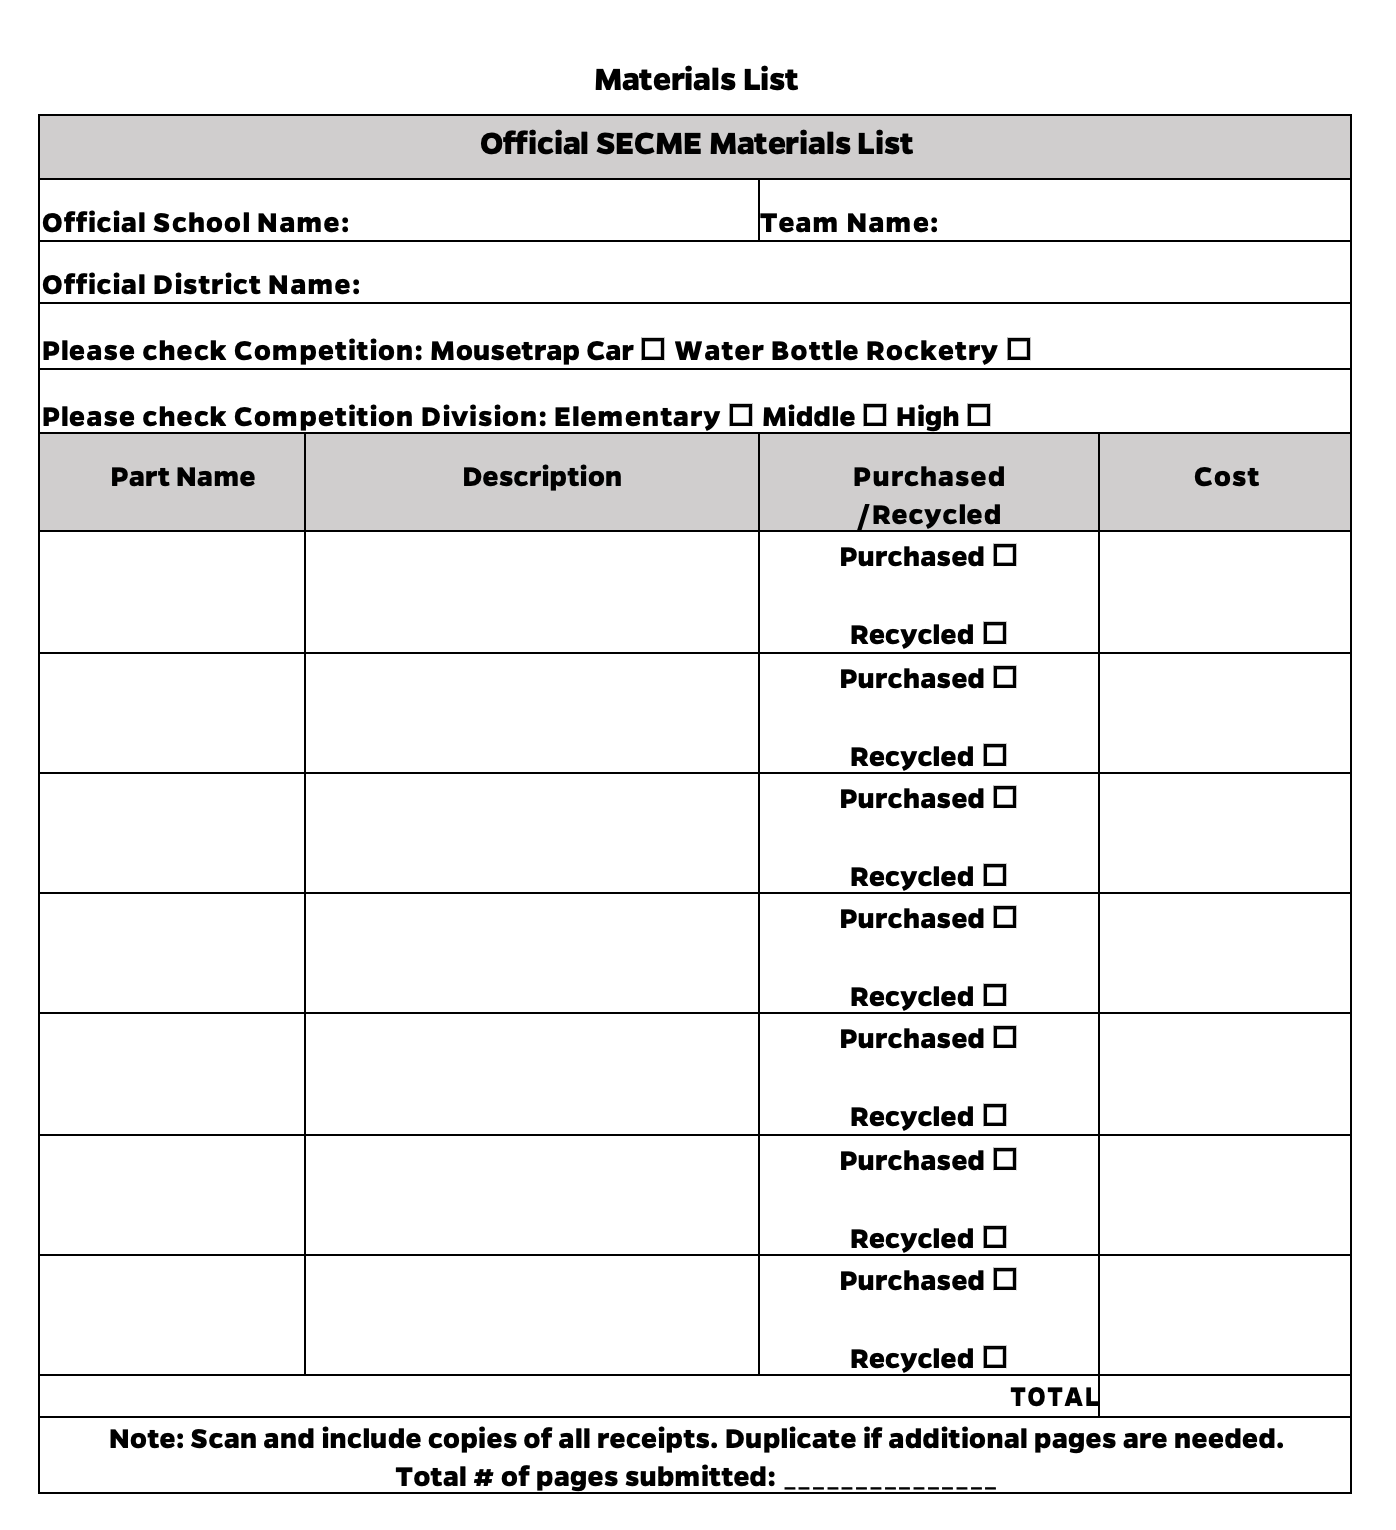 Materials List
Official SECME Materials List
Official School Name:
Team Name:
Official District Name:
Please check Competition: Mousetrap Car ☐ Water Bottle Rocketry ☐
Please check Competition Division: Elementary ☐ Middle ☐ High ☐
Part Name
Description
Purchased
/Recycled
Cost
Purchased ☐
Recycled ☐
Purchased ☐
Recycled ☐
Purchased ☐
Recycled ☐
Purchased ☐
Recycled ☐
Purchased ☐
Recycled ☐
Purchased ☐
Recycled ☐
Purchased ☐
Recycled ☐
TOTAL
Note: Scan and include copies of all receipts. Duplicate if additional pages are needed.
Total # of pages submitted: _______________